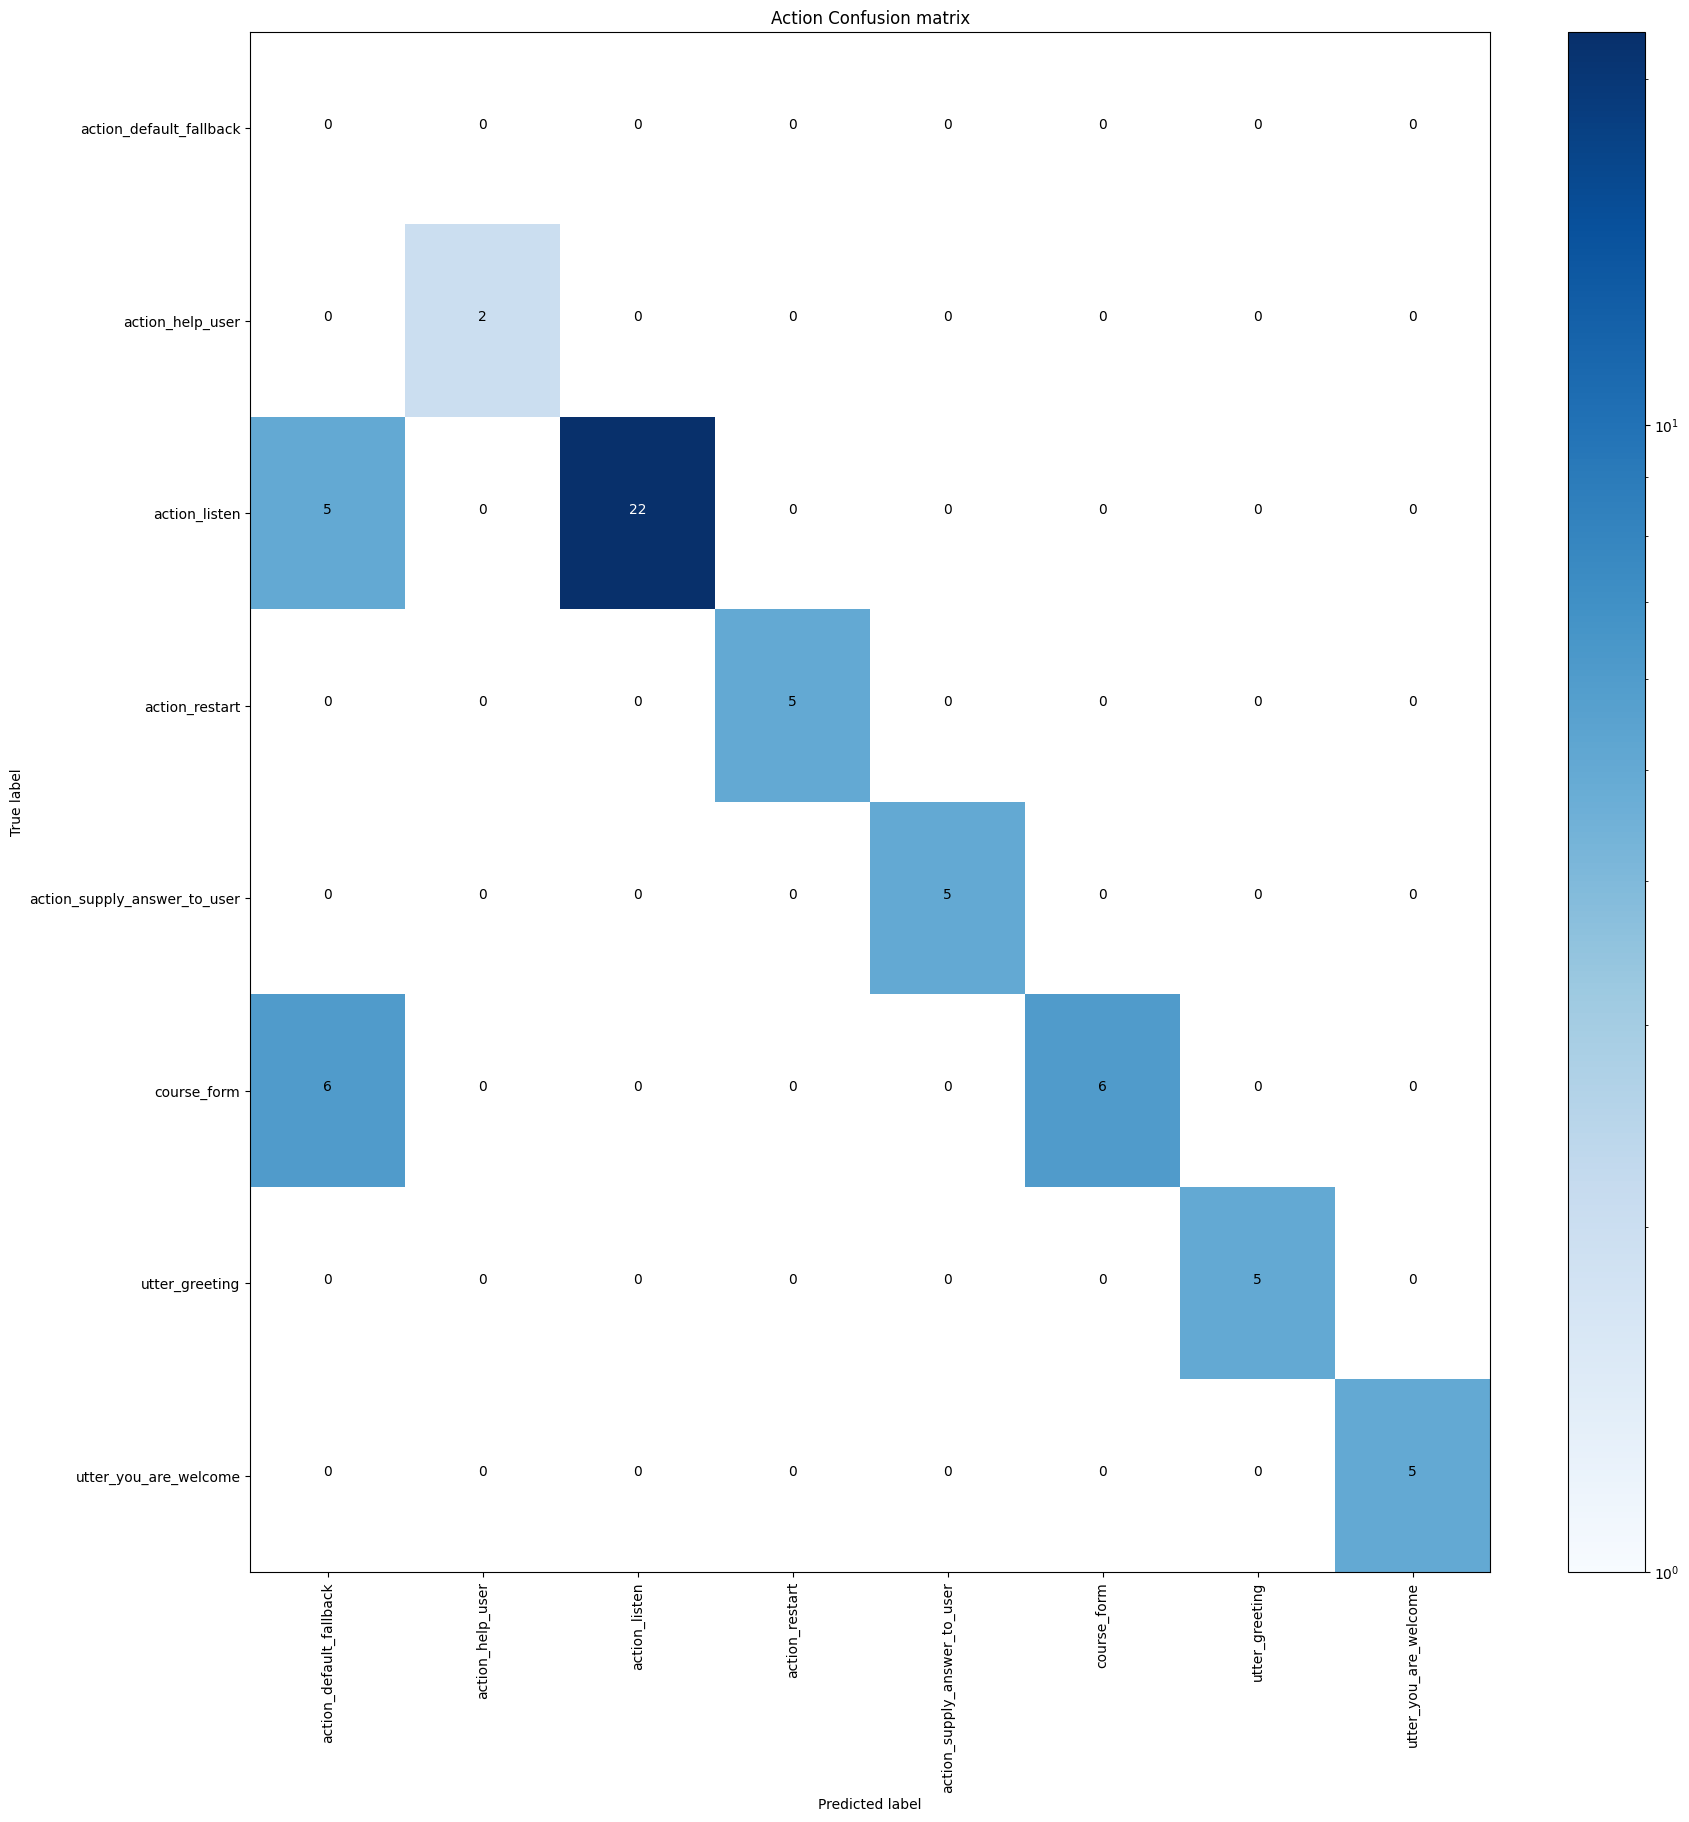 Action Confusion matrix
action_default_fallback 0 0 0 0 0 0 0 0
action_help_user 0 2 0 0 0 0 0 0
action_listen 5 0 22 0 0 0 0 0
action_restart 0 0 0 5 0 0 0 0
action_supply_answer_to_user 0 0 0 0 5 0 0 0
course_form 6 0 0 0 0 6 0 0
utter_greeting 0 0 0 0 0 0 5 0
utter_you_are_welcome 0 0 0 0 0 0 0 5
True label
action_default_fallback
action_help_user
action_listen
action_restart
action_supply_answer_to_user
course_form
utter_greeting
utter_you_are_welcome
Predicted label
10¹
10⁰